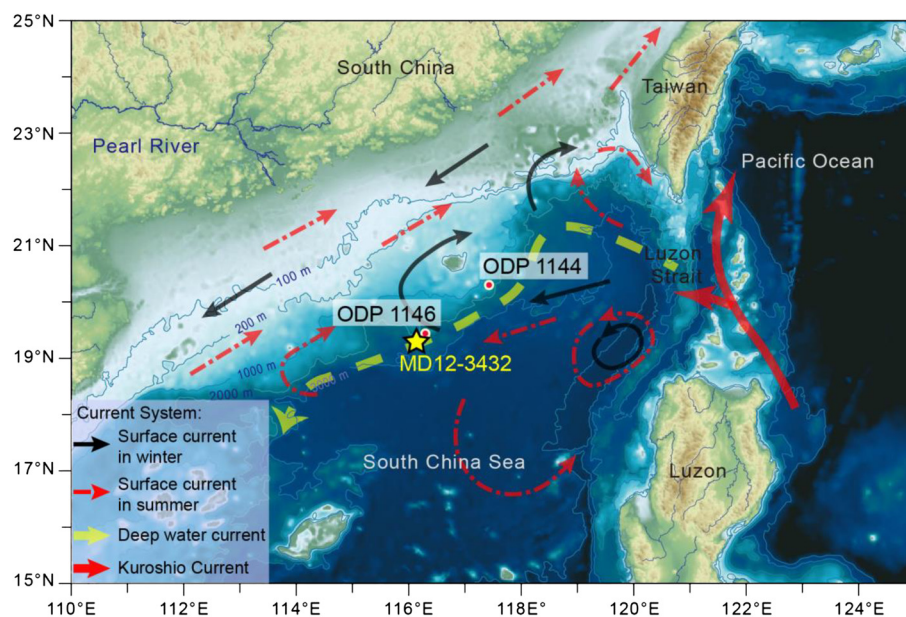 25°N
23°N
21°N
19°N
17°N
15°N
South China
Taiwan
Pearl River
Pacific Ocean
100 m
200 m
1000 m
2000 m
3000 m
Luzon
Strait
ODP 1144
ODP 1146
MD12-3432
South China Sea
Luzon
Current System:
Surface current
in winter
Surface current
in summer
Deep water current
Kuroshio Current
110°E
112°E
114°E
116°E
118°E
120°E
122°E
124°E